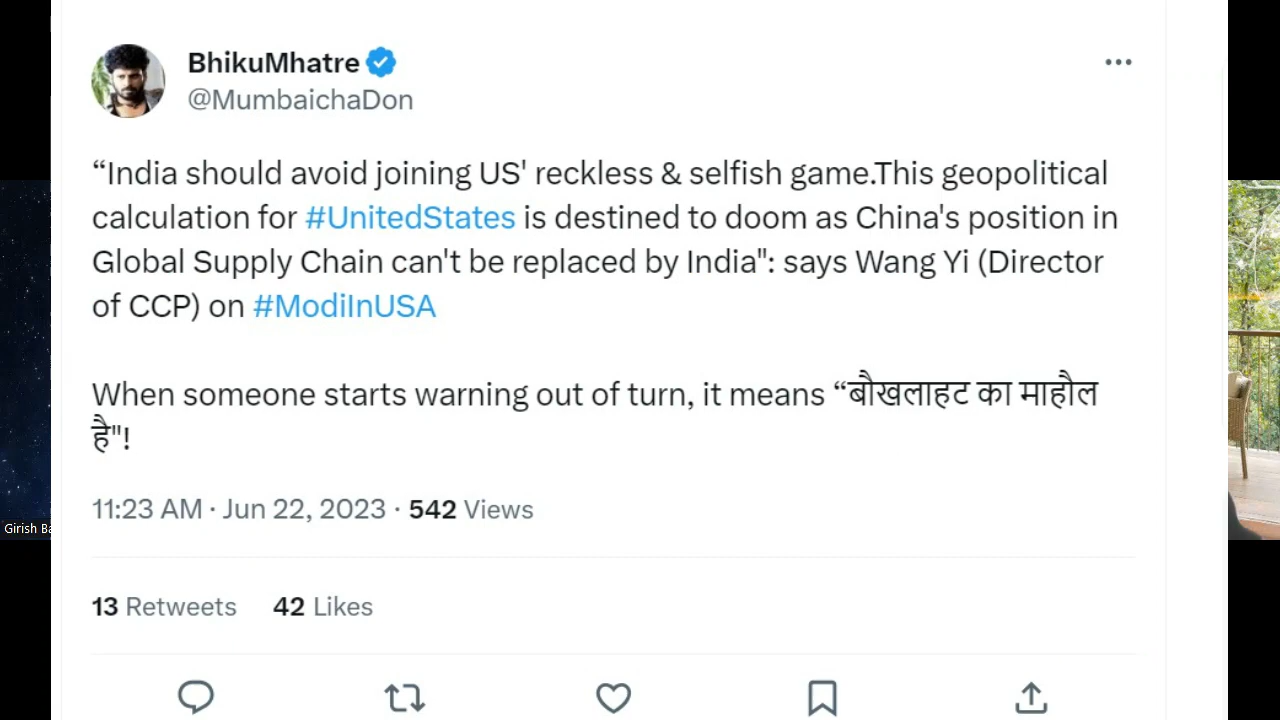 BhikuMhatre
@MumbaichaDon
“India should avoid joining US' reckless & selfish game.This geopolitical
calculation for #UnitedStates is destined to doom as China's position in
Global Supply Chain can't be replaced by India": says Wang Yi (Director
of CCP) on #ModiInUSA
When someone starts warning out of turn, it means “बौखलाहट का माहौल
है"!
11:23 AM · Jun 22, 2023 · 542 Views
Girish Ba
13 Retweets 42 Likes